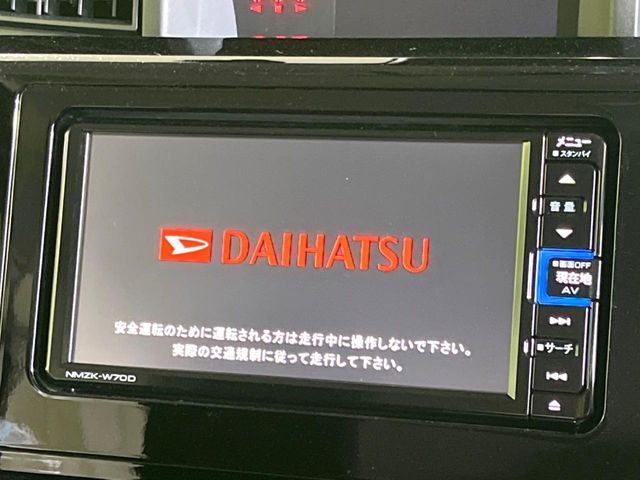 メニュー
■スタンバイ
音量
DAIHATSU
■画面OFF
現在地
AV
安全運転のために運転される方は走行中に操作しないで下さい。
実際の交通規制に従って走行して下さい。
■サーチ
NMZK-W70D